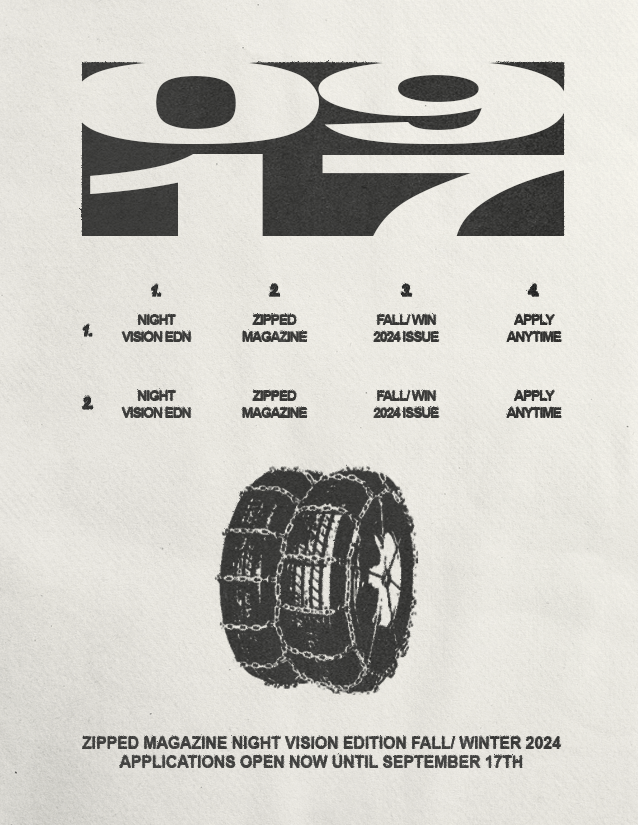 09
17
1. 2. 3. 4.
1. NIGHT VISION EDN ZIPPED MAGAZINE FALL/ WIN 2024 ISSUE APPLY ANYTIME
2. NIGHT VISION EDN ZIPPED MAGAZINE FALL/ WIN 2024 ISSUE APPLY ANYTIME
ZIPPED MAGAZINE NIGHT VISION EDITION FALL/ WINTER 2024
APPLICATIONS OPEN NOW UNTIL SEPTEMBER 17TH